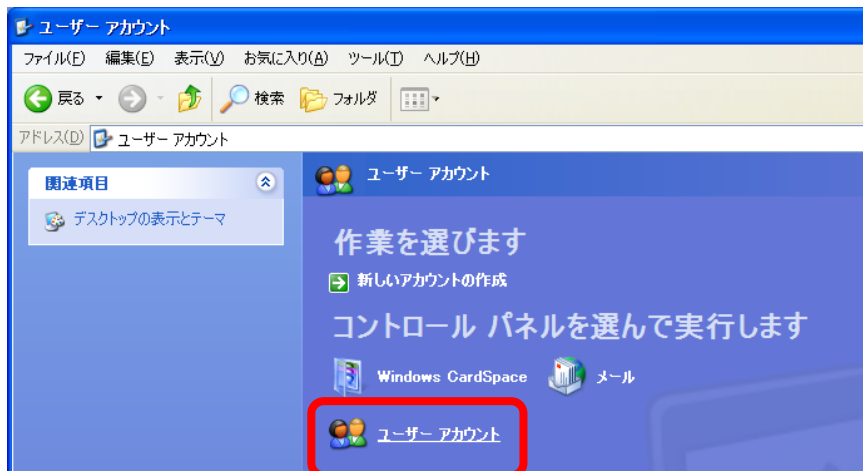 ユーザー アカウント
ファイル(F) 編集(E) 表示(V) お気に入り(A) ツール(T) ヘルプ(H)
戻る 検索 フォルダ
アドレス(D) ユーザー アカウント
関連項目
デスクトップの表示とテーマ
ユーザー アカウント
作業を選びます
新しいアカウントの作成
コントロール パネルを選んで実行します
Windows CardSpace メール
ユーザー アカウント